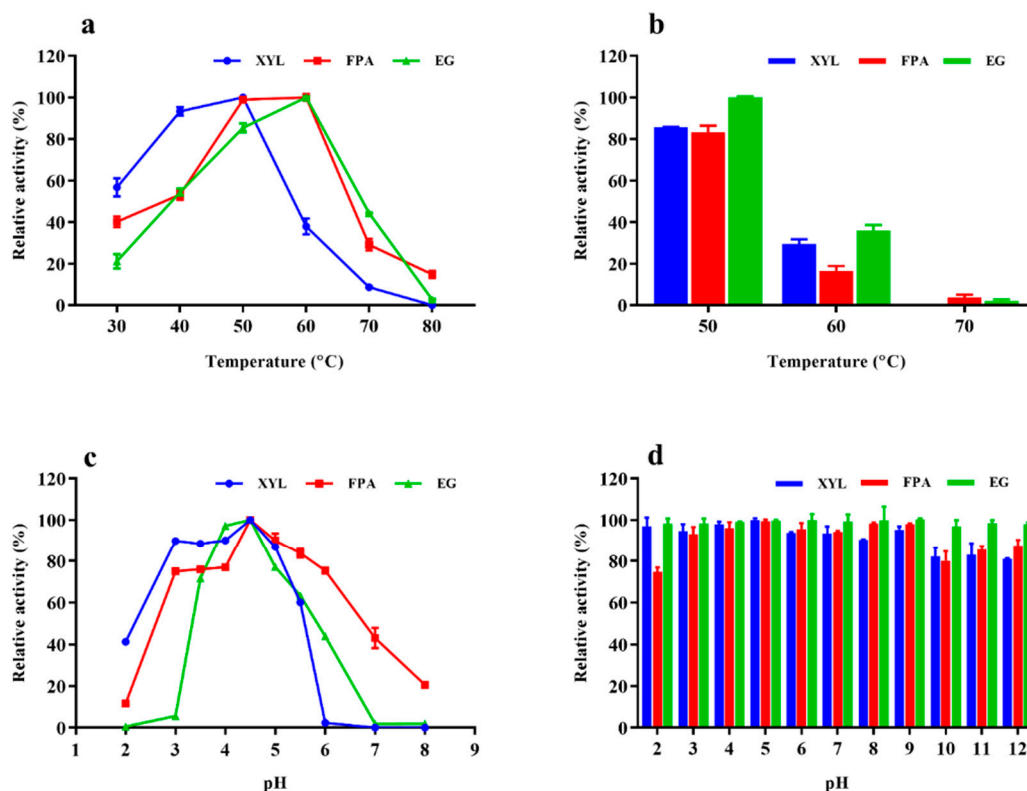 a
XYL FPA EG
Relative activity (%)
120
100
80
60
40
20
0
30 40 50 60 70 80
Temperature (°C)
b
XYL FPA EG
Relative activity (%)
120
100
80
60
40
20
0
50 60 70
Temperature (°C)
c
XYL FPA EG
Relative activity (%)
120
100
80
60
40
20
0
1 2 3 4 5 6 7 8 9
pH
d
XYL FPA EG
Relative activity (%)
120
100
80
60
40
20
0
2 3 4 5 6 7 8 9 10 11 12
pH